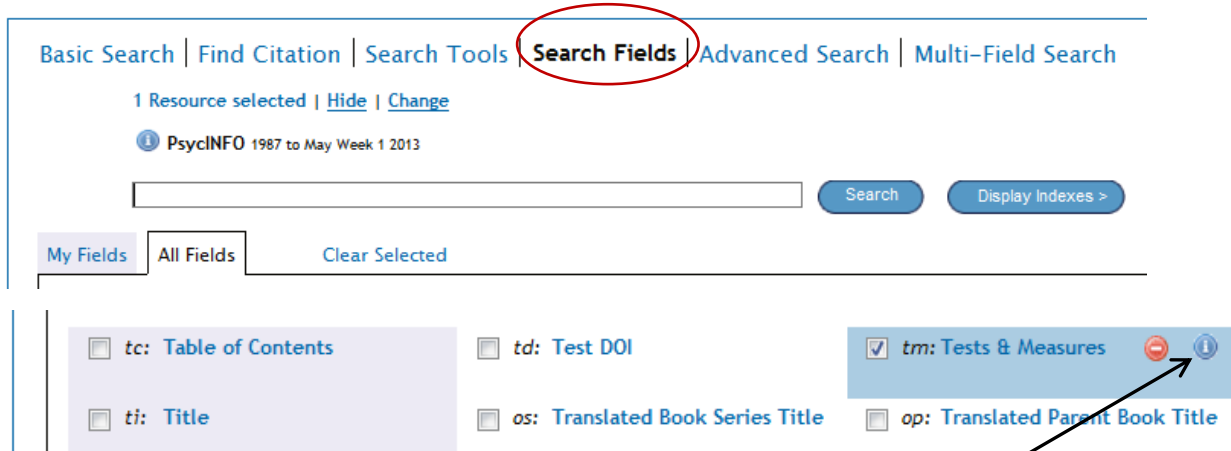 Basic Search | Find Citation | Search Tools | Search Fields | Advanced Search | Multi-Field Search
1 Resource selected | Hide | Change
PsycINFO 1987 to May Week 1 2013
Search Display Indexes >
My Fields All Fields Clear Selected
tc: Table of Contents td: Test DOI tm: Tests & Measures
ti: Title os: Translated Book Series Title op: Translated Parent Book Title